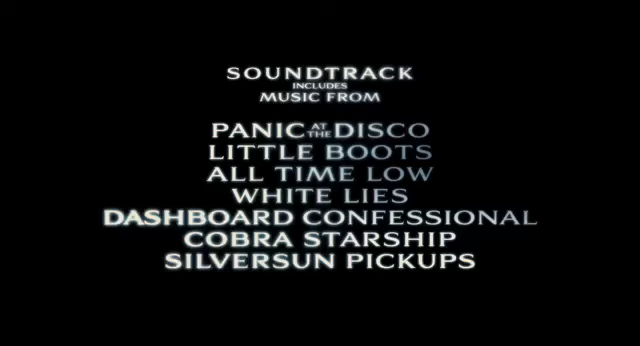 SOUNDTRACK
INCLUDES
MUSIC FROM
PANIC AT THE DISCO
LITTLE BOOTS
ALL TIME LOW
WHITE LIES
DASHBOARD CONFESSIONAL
COBRA STARSHIP
SILVERSUN PICKUPS